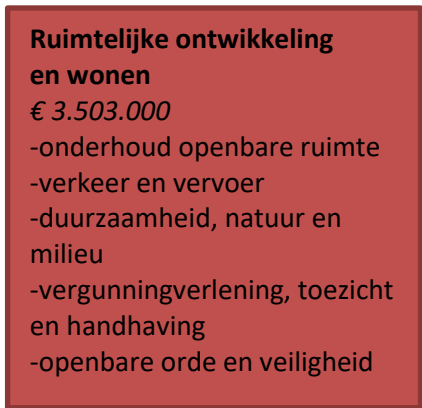 Ruimtelijke ontwikkeling
en wonen
€ 3.503.000
-onderhoud openbare ruimte
-verkeer en vervoer
-duurzaamheid, natuur en
milieu
-vergunningverlening, toezicht
en handhaving
-openbare orde en veiligheid